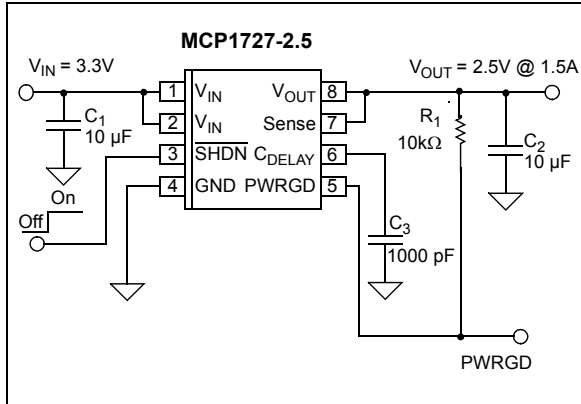 MCP1727-2.5
V_IN = 3.3V
V_OUT = 2.5V @ 1.5A
C_1
10 µF
1 V_IN
2 V_IN
3 S̅H̅D̅N̅
4 GND
V_OUT 8
Sense 7
C_DELAY 6
PWRGD 5
R_1
10kΩ
C_2
10 µF
On
Off
C_3
1000 pF
PWRGD